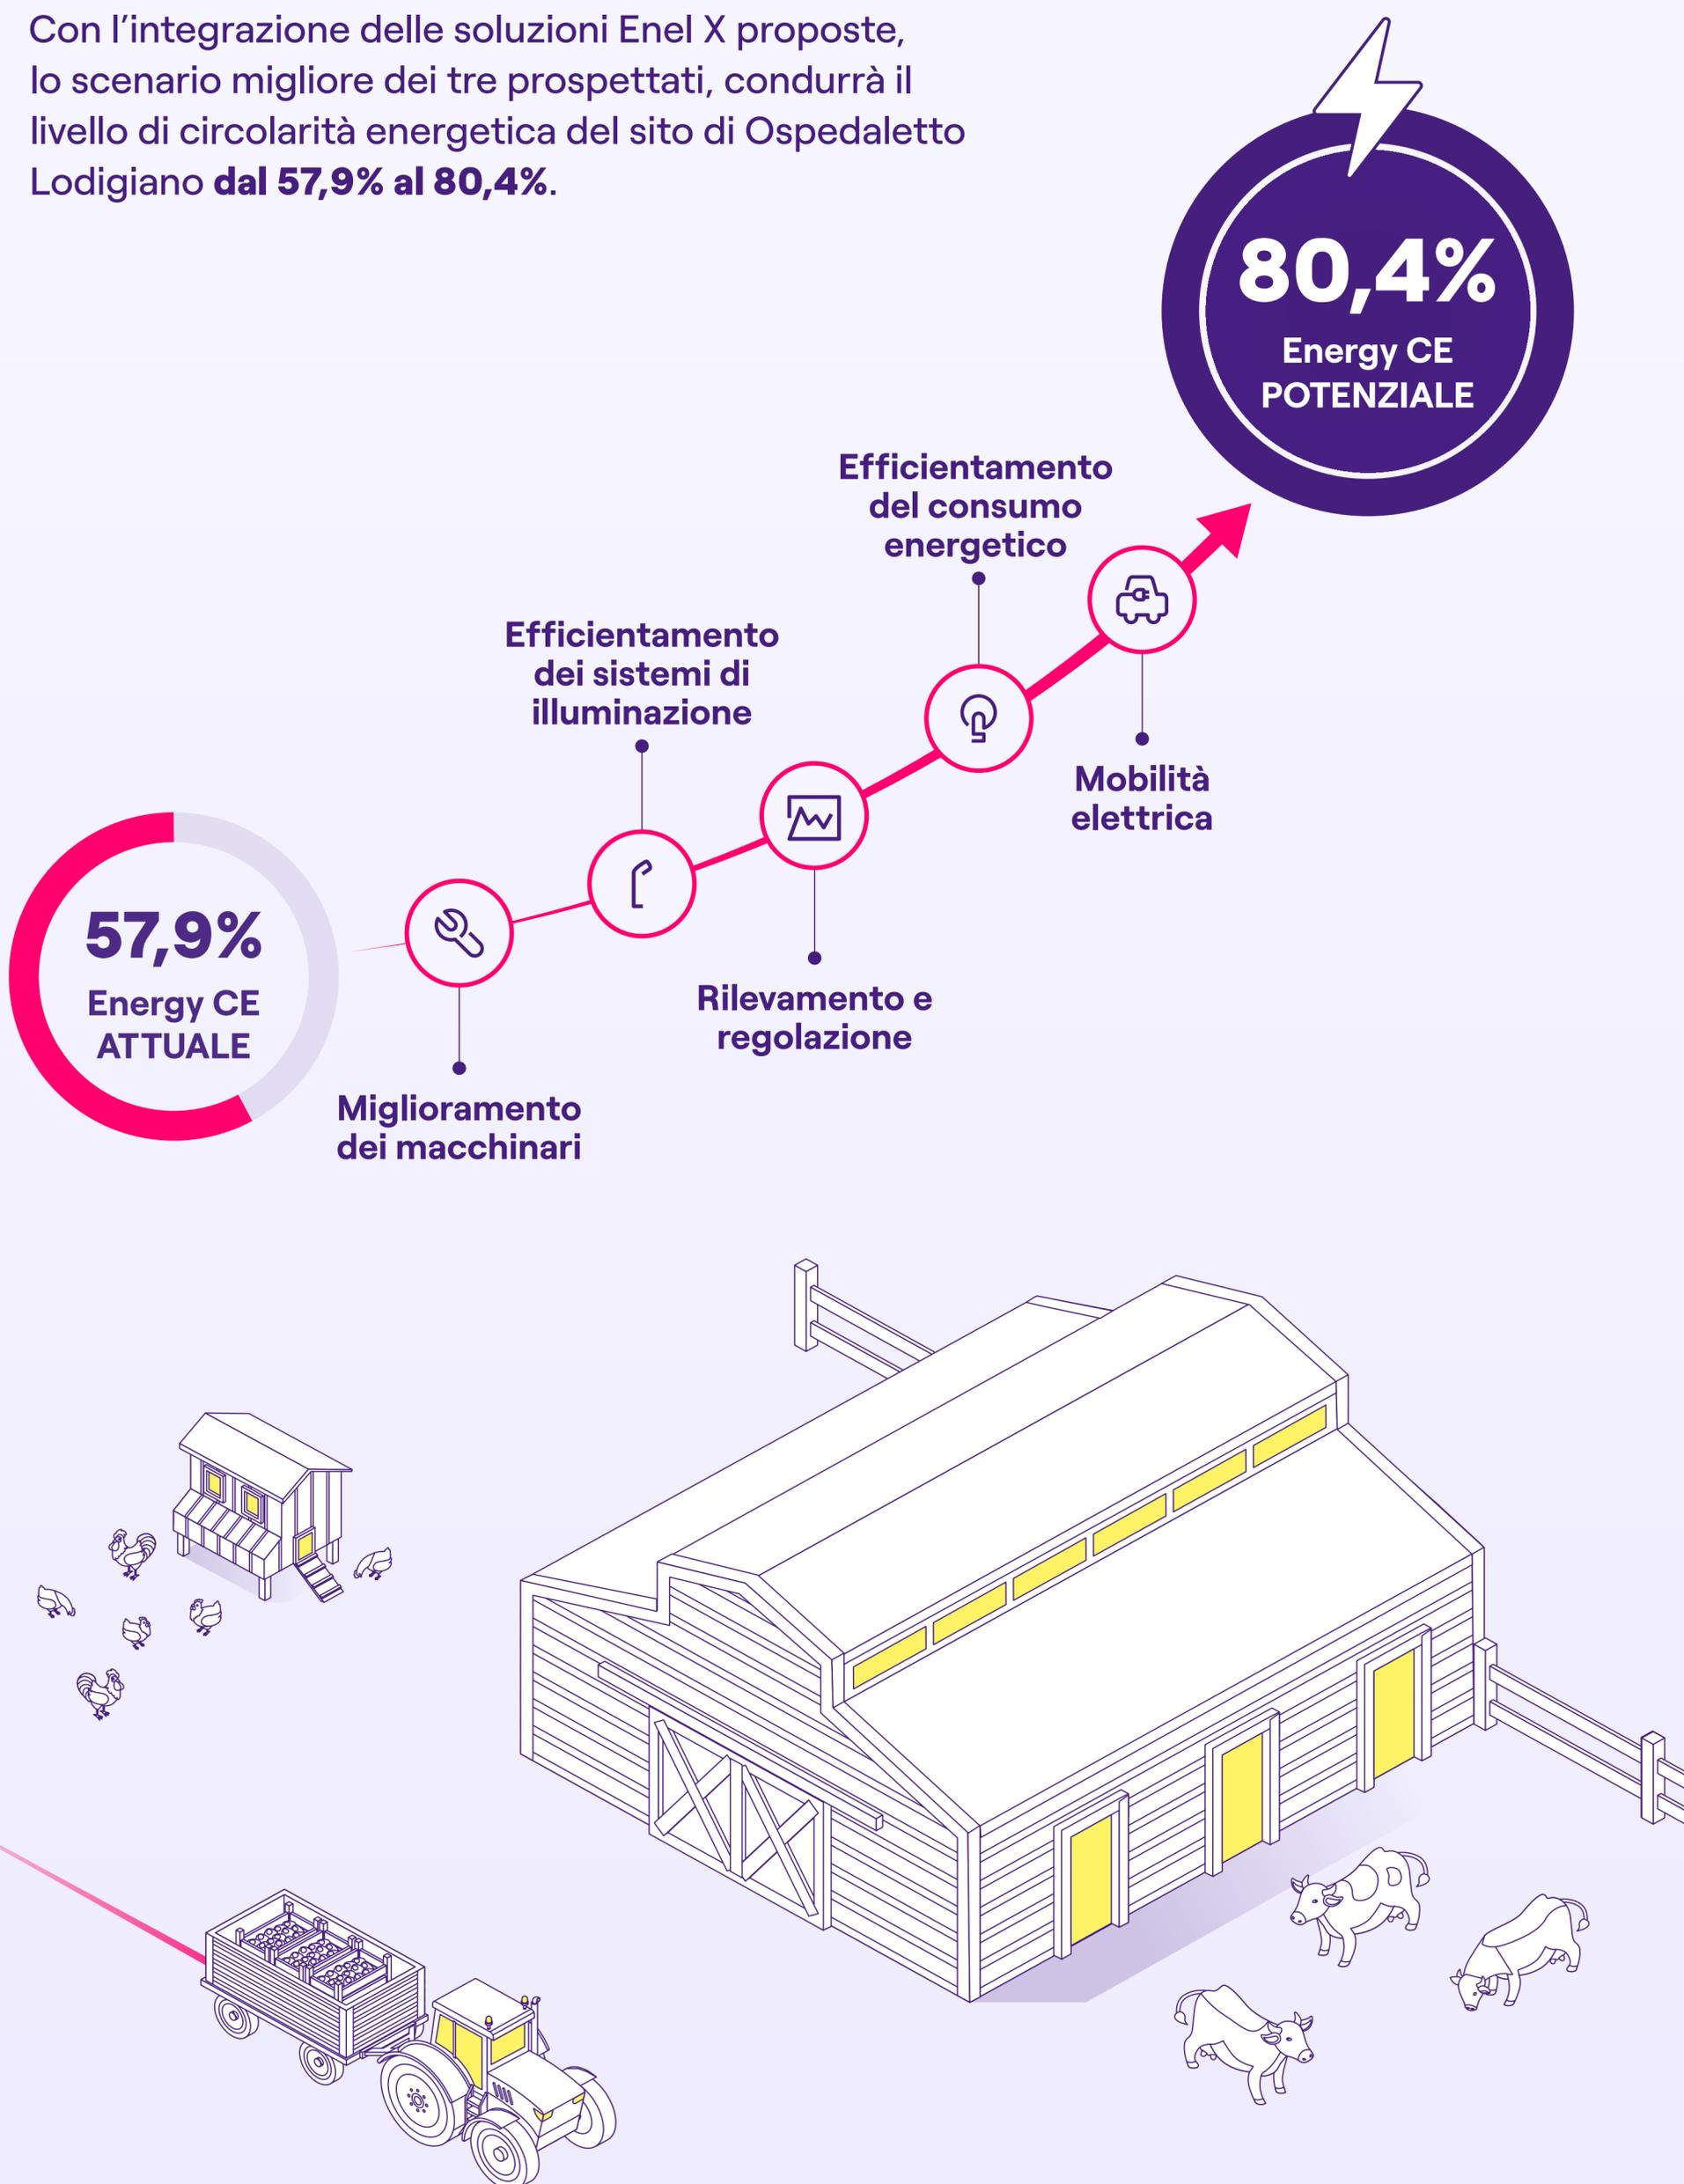 Con l’integrazione delle soluzioni Enel X proposte,
lo scenario migliore dei tre prospettati, condurrà il
livello di circolarità energetica del sito di Ospedaletto
Lodigiano dal 57,9% al 80,4%.
80,4%
Energy CE
POTENZIALE
Efficientamento
del consumo
energetico
Efficientamento
dei sistemi di
illuminazione
Mobilità
elettrica
57,9%
Energy CE
ATTUALE
Rilevamento e
regolazione
Miglioramento
dei macchinari